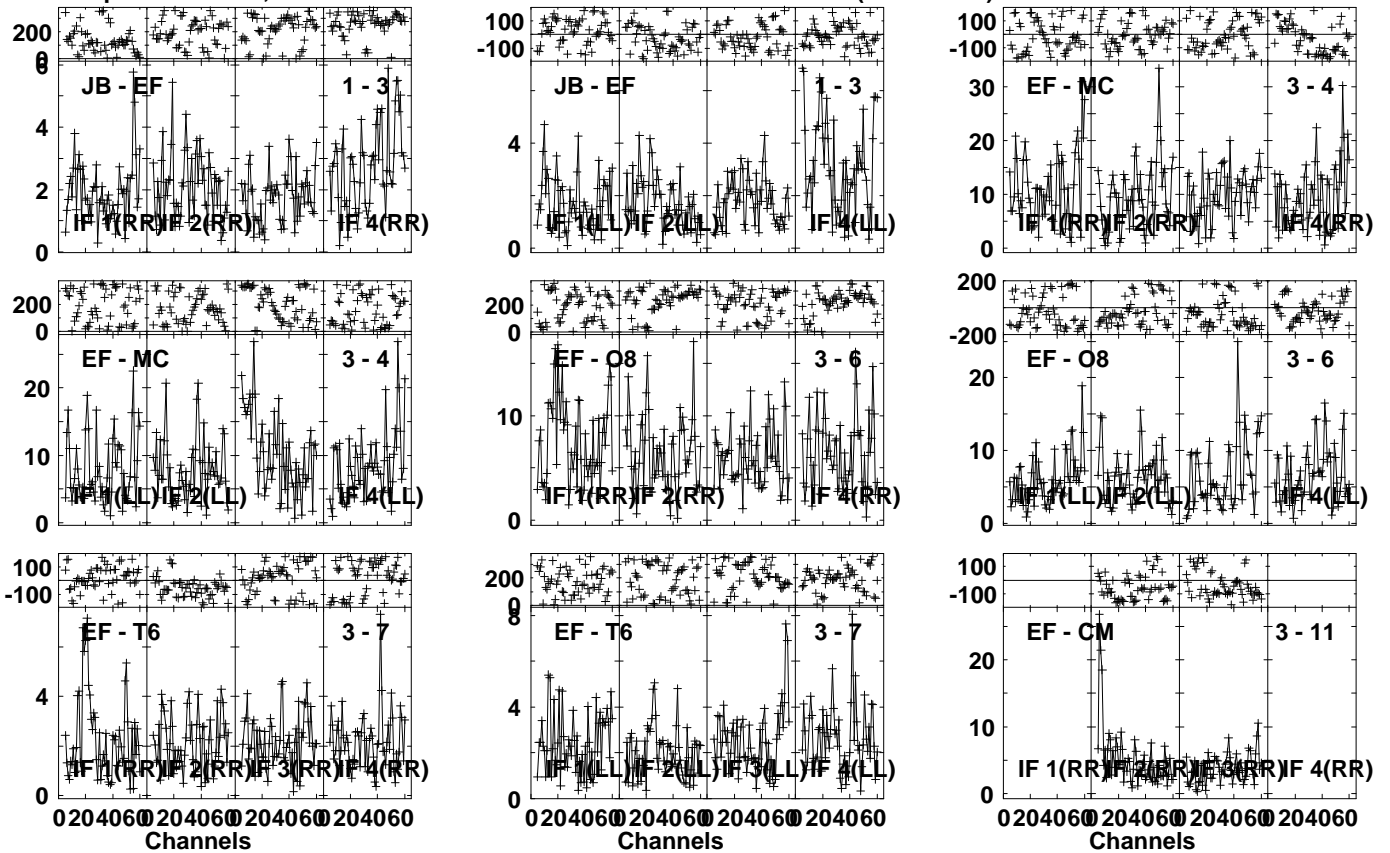 200
0
100
-100
100
-100
6
4
2
0
JB - EF 1 - 3
IF 1(RR) IF 2(RR) IF 4(RR)
4
0
JB - EF 1 - 3
IF 1(LL) IF 2(LL) IF 4(LL)
30
20
10
0
EF - MC 3 - 4
IF 1(RR) IF 2(RR) IF 4(RR)
200
0
200
0
200
-200
20
10
0
EF - MC 3 - 4
IF 1(LL) IF 2(LL) IF 4(LL)
10
0
EF - O8 3 - 6
IF 1(RR) IF 2(RR) IF 4(RR)
20
10
0
EF - O8 3 - 6
IF 1(LL) IF 2(LL) IF 4(LL)
100
-100
200
0
100
-100
4
0
EF - T6 3 - 7
IF 1(RR) IF 2(RR) IF 3(RR) IF 4(RR)
8
4
0
EF - T6 3 - 7
IF 1(LL) IF 2(LL) IF 3(LL) IF 4(LL)
20
10
0
EF - CM 3 - 11
IF 1(RR) IF 2(RR) IF 3(RR) IF 4(RR)
0 20 40 60 0 20 40 60 0 20 40 60 0 20 40 60
Channels
0 20 40 60 0 20 40 60 0 20 40 60 0 20 40 60
Channels
0 20 40 60 0 20 40 60 0 20 40 60 0 20 40 60
Channels